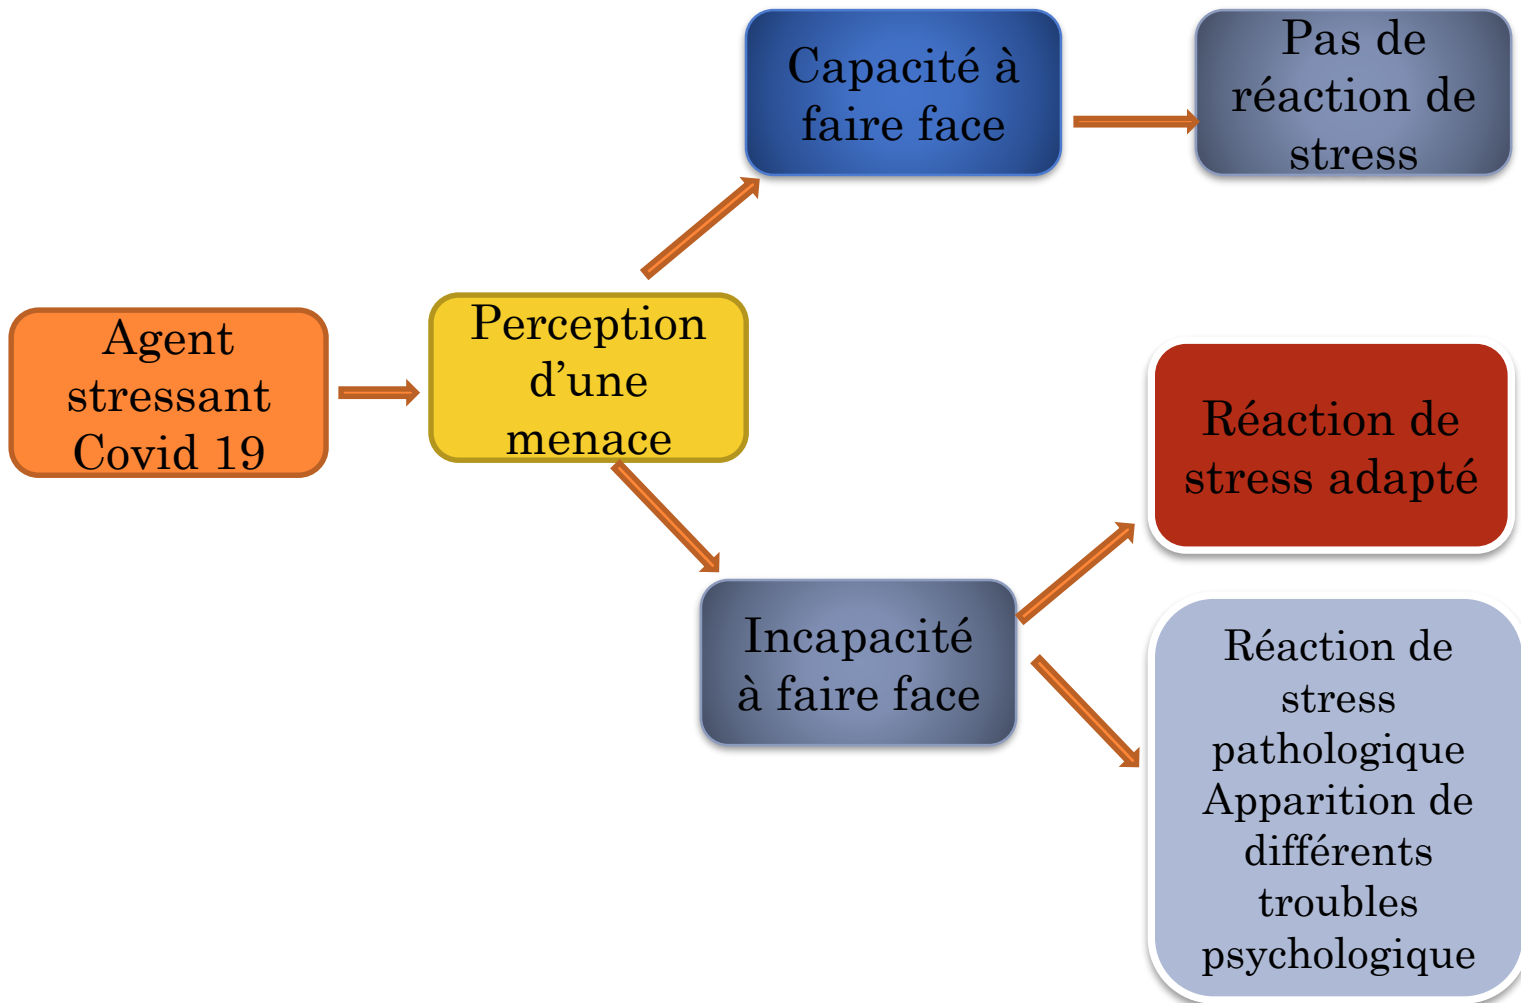 Capacité à
faire face
Pas de
réaction de
stress
Agent
stressant
Covid 19
Perception
d’une
menace
Réaction de
stress adapté
Incapacité
à faire face
Réaction de
stress
pathologique
Apparition de
différents
troubles
psychologique